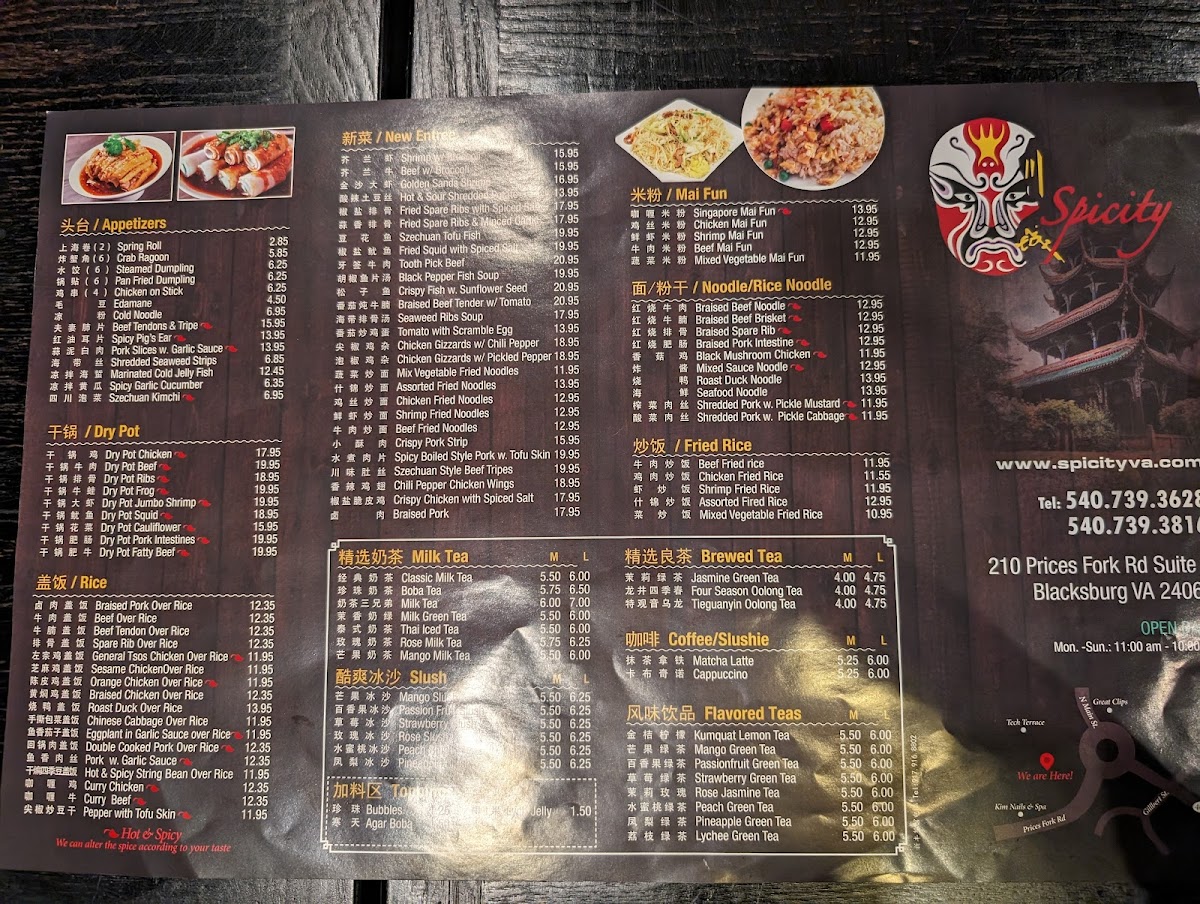 头台 / Appetizers
上海卷(2) Spring Roll 2.85
炸蟹角(6) Crab Ragoon 5.85
水饺(6) Steamed Dumpling 6.25
锅贴(6) Pan Fried Dumpling 6.25
鸡串(4) Chicken on Stick 6.25
毛豆 Edamane 4.50
凉粉 Cold Noodle 6.95
夫妻肺片 Beef Tendons & Tripe 15.95
红油耳片 Spicy Pig's Ear 13.95
蒜泥白肉 Pork Slices w. Garlic Sauce 13.95
海带丝 Shredded Seaweed Strips 6.85
凉拌海蜇 Marinated Cold Jelly Fish 12.45
凉拌黄瓜 Spicy Garlic Cucumber 6.35
四川泡菜 Szechuan Kimchi 6.95
干锅 / Dry Pot
干锅鸡 Dry Pot Chicken 17.95
干锅牛肉 Dry Pot Beef 19.95
干锅排骨 Dry Pot Ribs 18.95
干锅牛蛙 Dry Pot Frog 19.95
干锅大虾 Dry Pot Jumbo Shrimp 19.95
干锅鱿鱼 Dry Pot Squid 18.95
干锅花菜 Dry Pot Cauliflower 15.95
干锅肥肠 Dry Pot Pork Intestines 19.95
干锅肥牛 Dry Pot Fatty Beef 19.95
盖饭 / Rice
卤肉盖饭 Braised Pork Over Rice 12.35
牛肉盖饭 Beef Over Rice 12.35
牛腩盖饭 Beef Tendon Over Rice 12.35
排骨盖饭 Spare Rib Over Rice 12.35
左宗鸡盖饭 General Tsos Chicken Over Rice 11.95
芝麻鸡盖饭 Sesame ChickenOver Rice 11.95
陈皮鸡盖饭 Orange Chicken Over Rice 11.95
黄焖鸡盖饭 Braised Chicken Over Rice 12.35
烧鸭盖饭 Roast Duck Over Rice 13.95
手撕包菜盖饭 Chinese Cabbage Over Rice 11.95
鱼香茄子盖饭 Eggplant in Garlic Sauce over Rice 11.95
回锅肉盖饭 Double Cooked Pork Over Rice 12.35
鱼香肉丝 Pork w. Garlic Sauce 12.35
干煸四季豆盖饭 Hot & Spicy String Bean Over Rice 11.95
咖喱鸡 Curry Chicken 12.35
咖喱牛 Curry Beef 12.35
尖椒炒豆干 Pepper with Tofu Skin 11.95
Hot & Spicy
We can alter the spice according to your taste
新菜 / New Entree
芥兰虾 Shrimp w/ 15.95
芥兰牛 Beef w/ Broccoli 15.95
金沙大虾 Golden Sands Shrimp 16.95
酸辣土豆丝 Hot & Sour Shredded 13.95
椒盐排骨 Fried Spare Ribs with Spiced Salt 17.95
蒜香排骨 Fried Spare Ribs & Minced Garlic 17.95
豆花鱼 Szechuan Tofu Fish 19.95
椒盐鱿鱼 Fried Squid with Spiced Salt 17.95
牙签牛肉 Tooth Pick Beef 20.95
胡椒鱼片汤 Black Pepper Fish Soup 19.95
松子鱼 Crispy Fish w. Sunflower Seed 20.95
番茄炖牛腩 Braised Beef Tender w/ Tomato 20.95
海带排骨汤 Seaweed Ribs Soup 17.95
番茄炒鸡蛋 Tomato with Scramble Egg 13.95
尖椒鸡杂 Chicken Gizzards w/ Chili Pepper 18.95
泡椒鸡杂 Chicken Gizzards w/ Pickled Pepper 18.95
蔬菜炒面 Mix Vegetable Fried Noodles 11.95
什锦炒面 Assorted Fried Noodles 13.95
鸡丝炒面 Chicken Fried Noodles 12.95
鲜虾炒面 Shrimp Fried Noodles 12.95
牛肉炒面 Beef Fried Noodles 12.95
小酥肉 Crispy Pork Strip 15.95
水煮肉片 Spicy Boiled Style Pork w. Tofu Skin 19.95
川味肚丝 Szechuan Style Beef Tripes 19.95
香辣鸡翅 Chili Pepper Chicken Wings 18.95
椒盐脆皮鸡 Crispy Chicken with Spiced Salt 17.95
卤肉 Braised Pork 17.95
米粉 / Mai Fun
咖喱米粉 Singapore Mai Fun 13.95
鸡丝米粉 Chicken Mai Fun 12.95
鲜虾米粉 Shrimp Mai Fun 12.95
牛肉米粉 Beef Mai Fun 12.95
蔬菜米粉 Mixed Vegetable Mai Fun 11.95
面/粉干 / Noodle/Rice Noodle
红烧牛肉 Braised Beef Noodle 12.95
红烧牛腩 Braised Beef Brisket 12.95
红烧排骨 Braised Spare Rib 12.95
红烧肥肠 Braised Pork Intestine 12.95
香菇鸡 Black Mushroom Chicken 11.95
炸酱 Mixed Sauce Noodle 12.95
烧鸭 Roast Duck Noodle 13.95
海鲜 Seafood Noodle 13.95
榨菜肉丝 Shredded Pork w. Pickle Mustard 11.95
酸菜肉丝 Shredded Pork w. Pickle Cabbage 11.95
炒饭 / Fried Rice
牛肉炒饭 Beef Fried rice 11.95
鸡肉炒饭 Chicken Fried Rice 11.55
虾炒饭 Shrimp Fried Rice 11.95
什锦炒饭 Assorted Fired Rice 12.95
菜炒饭 Mixed Vegetable Fried Rice 10.95
精选奶茶 Milk Tea M L
经典奶茶 Classic Milk Tea 5.50 6.00
珍珠奶茶 Boba Tea 5.75 6.50
奶茶三兄弟 Milk Tea 6.00 7.00
茉香奶绿 Milk Green Tea 5.50 6.00
泰式奶茶 Thai Iced Tea 5.50 6.00
玫瑰奶茶 Rose Milk Tea 5.75 6.25
芒果奶茶 Mango Milk Tea 5.50 6.00
酷爽冰沙 Slush M L
芒果冰沙 Mango Slush 5.50 6.25
百香果冰沙 Passion Fruit 5.50 6.25
草莓冰沙 Strawberry 5.50 6.25
玫瑰冰沙 Rose Slush 5.50 6.25
水蜜桃冰沙 Peach 5.50 6.25
凤梨冰沙 5.50 6.25
加料区
珍珠 Bubbles Jelly 1.50
寒天 Agar Boba
精选良茶 Brewed Tea M L
茉莉绿茶 Jasmine Green Tea 4.00 4.75
龙井四季春 Four Season Oolong Tea 4.00 4.75
特观音乌龙 Tieguanyin Oolong Tea 4.00 4.75
咖啡 Coffee/Slushie M L
抹茶拿铁 Matcha Latte 5.25 6.00
卡布奇诺 Cappuccino 5.25 6.00
风味饮品 Flavored Teas M L
金桔柠檬 Kumquat Lemon Tea 5.50 6.00
芒果绿茶 Mango Green Tea 5.50 6.00
百香果绿茶 Passionfruit Green Tea 5.50 6.00
草莓绿茶 Strawberry Green Tea 5.50 6.00
茉莉玫瑰 Rose Jasmine Tea 5.50 6.00
水蜜桃绿茶 Peach Green Tea 5.50 6.00
凤梨绿茶 Pineapple Green Tea 5.50 6.00
荔枝绿茶 Lychee Green Tea 5.50 6.00
Spicity
www.spicityva.com
Tel: 540.739.3628
540.739.381
210 Prices Fork Rd Suite
Blacksburg VA 2406
OPEN
Mon. -Sun.: 11:00 am - 10:00
Great Clips
N Main St.
Tech Terrace
We are Here!
Kim Nails & Spa
Prices Fork Rd
Gilbert St.